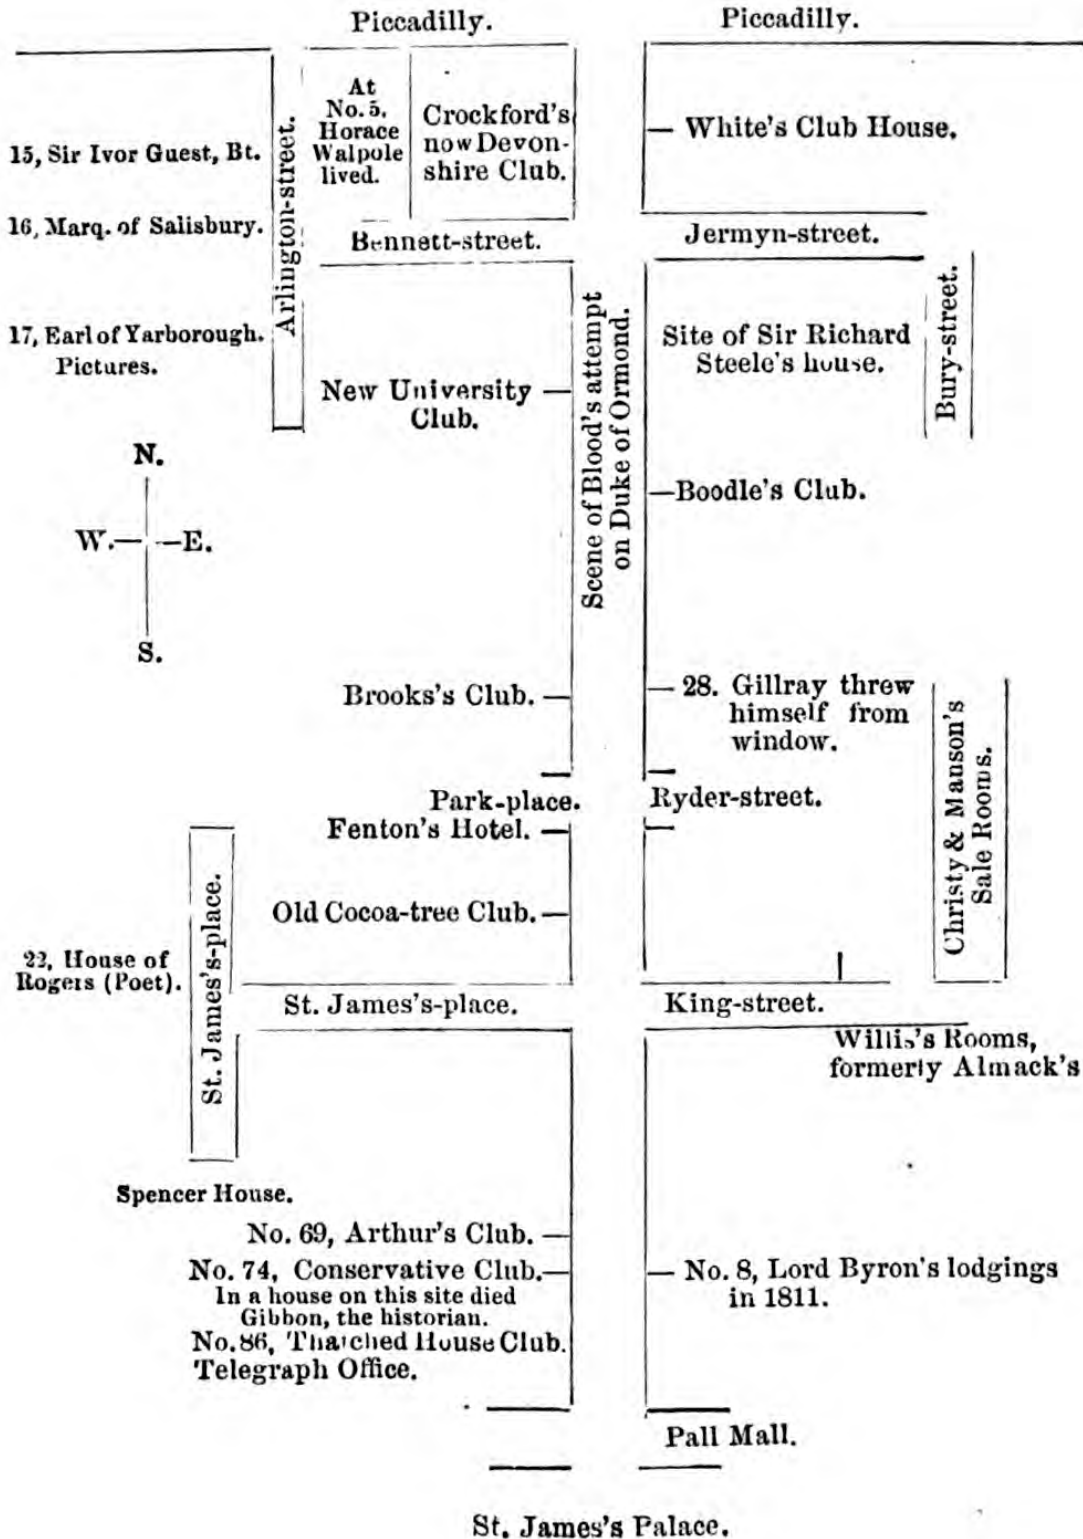 Piccadilly.
Piccadilly.
At
No. 5,
Horace
Walpole
lived.
Crockford's
now Devon-
shire Club.
White's Club House.
15, Sir Ivor Guest, Bt.
16, Marq. of Salisbury.
17, Earl of Yarborough.
Pictures.
Arlington-street.
Bennett-street.
Jermyn-street.
New University
Club.
Scene of Blood's attempt
on Duke of Ormond.
Site of Sir Richard
Steele's house.
Bury-street.
Boodle's Club.
N.
W.
E.
S.
Brooks's Club.
28. Gillray threw
himself from
window.
Christy & Manson's
Sale Rooms.
Park-place.
Ryder-street.
Fenton's Hotel.
Old Cocoa-tree Club.
St. James's-place.
22, House of
Rogers (Poet).
St. James's-place.
King-street.
Willis's Rooms,
formerly Almack's
Spencer House.
No. 69, Arthur's Club.
No. 74, Conservative Club.
In a house on this site died
Gibbon, the historian.
No. 86, Thatched House Club.
Telegraph Office.
No. 8, Lord Byron's lodgings
in 1811.
Pall Mall.
St. James's Palace.